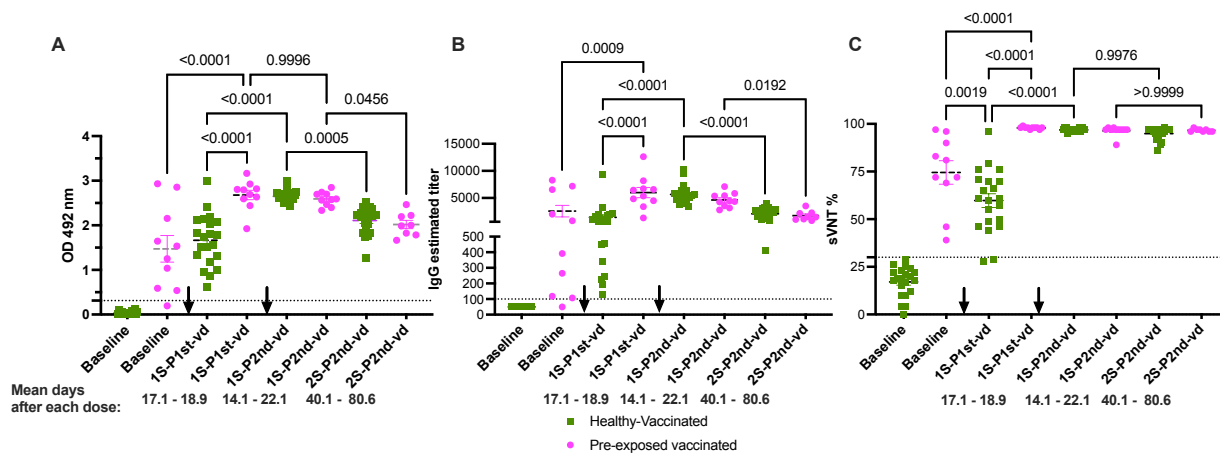 A
<0.0001
0.9996
<0.0001
0.0456
<0.0001
0.0005
OD 492 nm
4
3
2
1
0
Baseline
Baseline
1S-P1st-vd
1S-P1st-vd
1S-P2nd-vd
1S-P2nd-vd
2S-P2nd-vd
2S-P2nd-vd
B
0.0009
<0.0001
0.0192
<0.0001
<0.0001
IgG estimated titer
15000
10000
5000
400
300
200
100
0
Baseline
Baseline
1S-P1st-vd
1S-P1st-vd
1S-P2nd-vd
1S-P2nd-vd
2S-P2nd-vd
2S-P2nd-vd
C
<0.0001
<0.0001
0.9976
0.0019
<0.0001
>0.9999
sVNT %
100
75
50
25
0
Baseline
Baseline
1S-P1st-vd
1S-P1st-vd
1S-P2nd-vd
1S-P2nd-vd
2S-P2nd-vd
2S-P2nd-vd
Mean days
after each dose:
17.1 - 18.9 14.1 - 22.1 40.1 - 80.6
17.1 - 18.9 14.1 - 22.1 40.1 - 80.6
17.1 - 18.9 14.1 - 22.1 40.1 - 80.6
Healthy-Vaccinated
Pre-exposed vaccinated